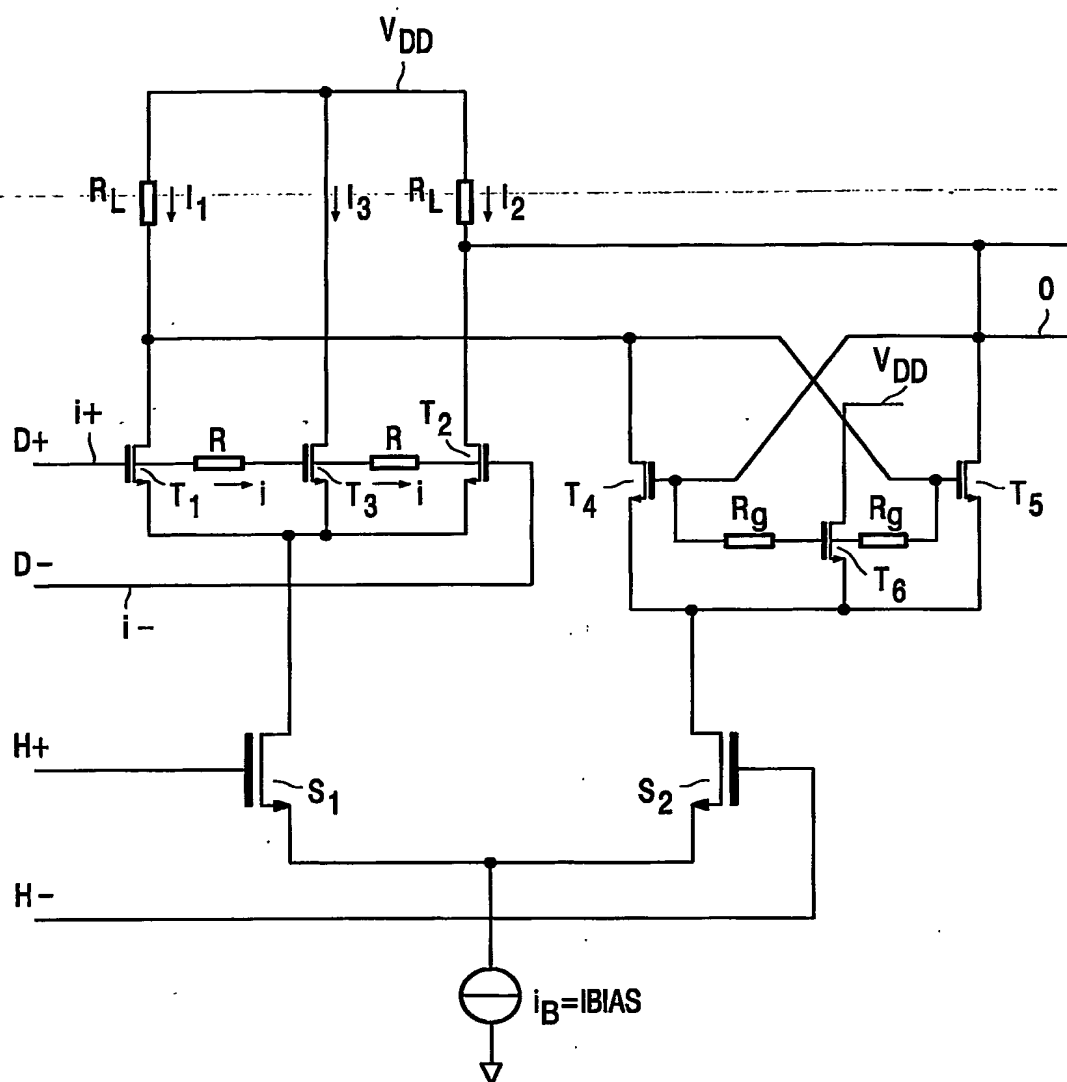 VDD
RL I1 I3 RL I2
O
VDD
i+ T2
D+ R R
T1 i T3 i
T4 Rg Rg T5
T6
D-
i-
H+
S1 S2
H-
iB=IBIAS